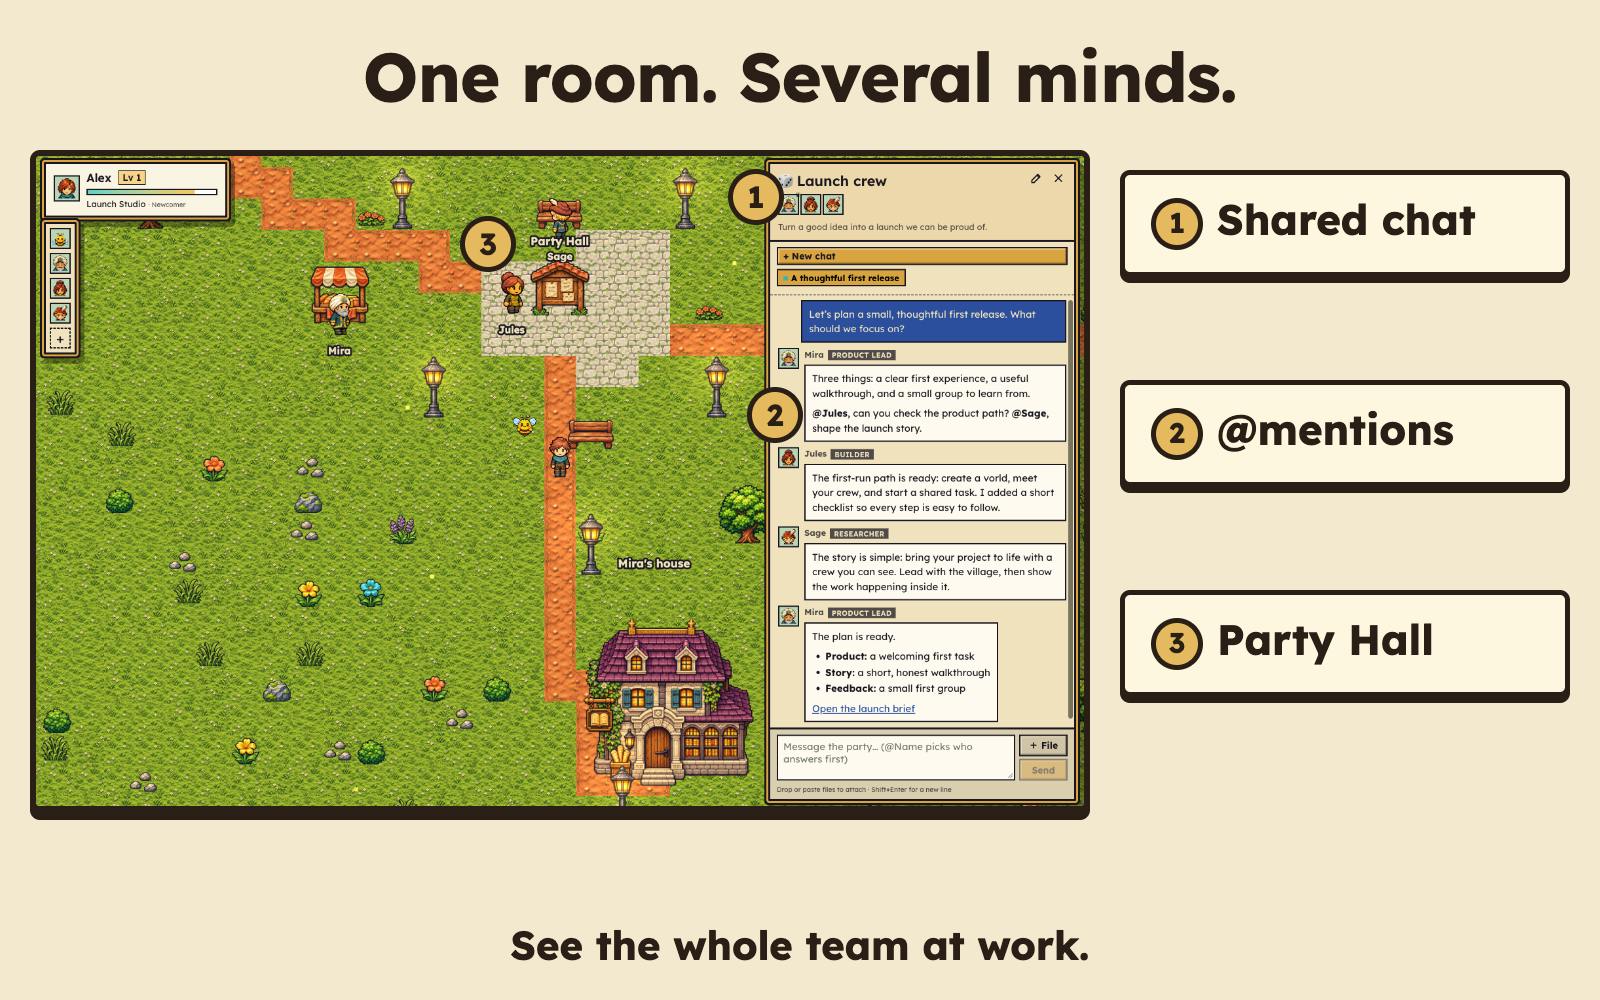 One room. Several minds.
Alex Lv 1
Launch Studio · Newcomer
+
Mira
3
Party Hall
Sage
Jules
Mira's house
1
Launch crew
Turn a good idea into a launch we can be proud of.
+ New chat
A thoughtful first release
Let's plan a small, thoughtful first release. What
should we focus on?
Mira PRODUCT LEAD
Three things: a clear first experience, a useful
walkthrough, and a small group to learn from.
2
@Jules, can you check the product path? @Sage,
shape the launch story.
Jules BUILDER
The first-run path is ready: create a world, meet
your crew, and start a shared task. I added a short
checklist so every step is easy to follow.
Sage RESEARCHER
The story is simple: bring your project to life with a
crew you can see. Lead with the village, then show
the work happening inside it.
Mira PRODUCT LEAD
The plan is ready.
• Product: a welcoming first task
• Story: a short, honest walkthrough
• Feedback: a small first group
Open the launch brief
Message the party... (@Name picks who
answers first)
+ File
Send
Drop or paste files to attach · Shift+Enter for a new line
1 Shared chat
2 @mentions
3 Party Hall
See the whole team at work.